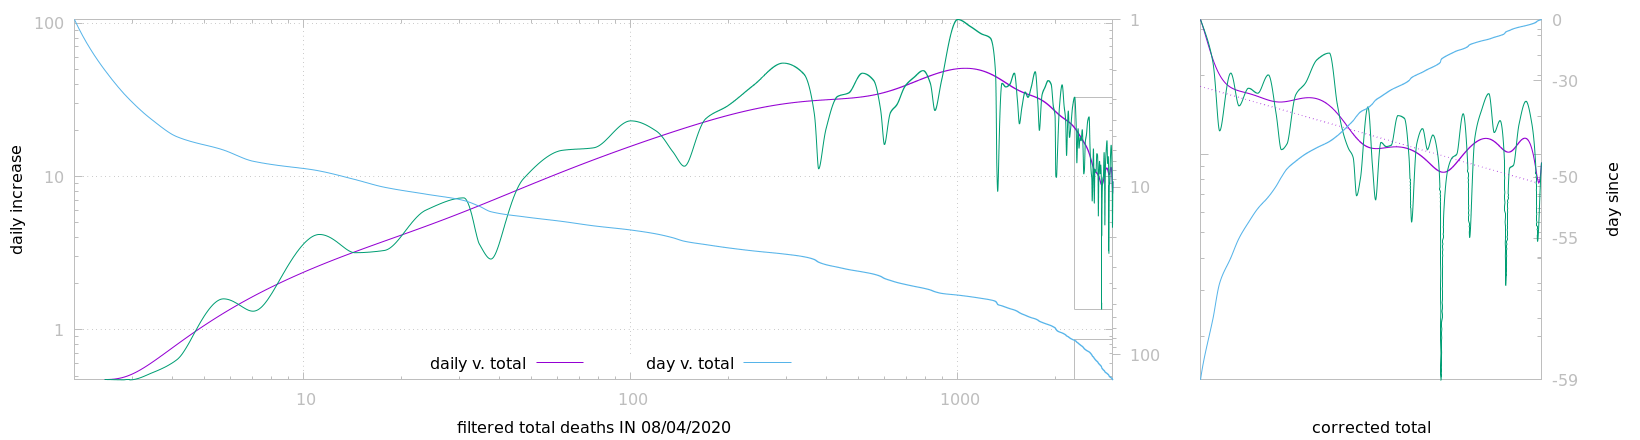 100
10
1
daily increase
10
100
1000
filtered total deaths IN 08/04/2020
daily v. total
day v. total
1
10
100
0
-30
-50
-55
-59
day since
corrected total